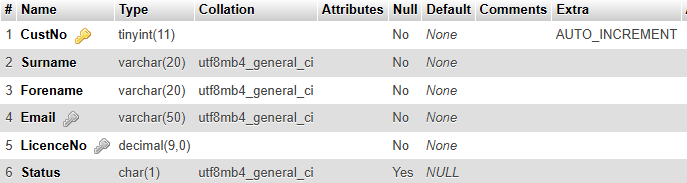 # Name Type Collation Attributes Null Default Comments Extra
1 CustNo tinyint(11) No None AUTO_INCREMENT
2 Surname varchar(20) utf8mb4_general_ci No None
3 Forename varchar(20) utf8mb4_general_ci No None
4 Email varchar(50) utf8mb4_general_ci No None
5 LicenceNo decimal(9,0) No None
6 Status char(1) utf8mb4_general_ci Yes NULL